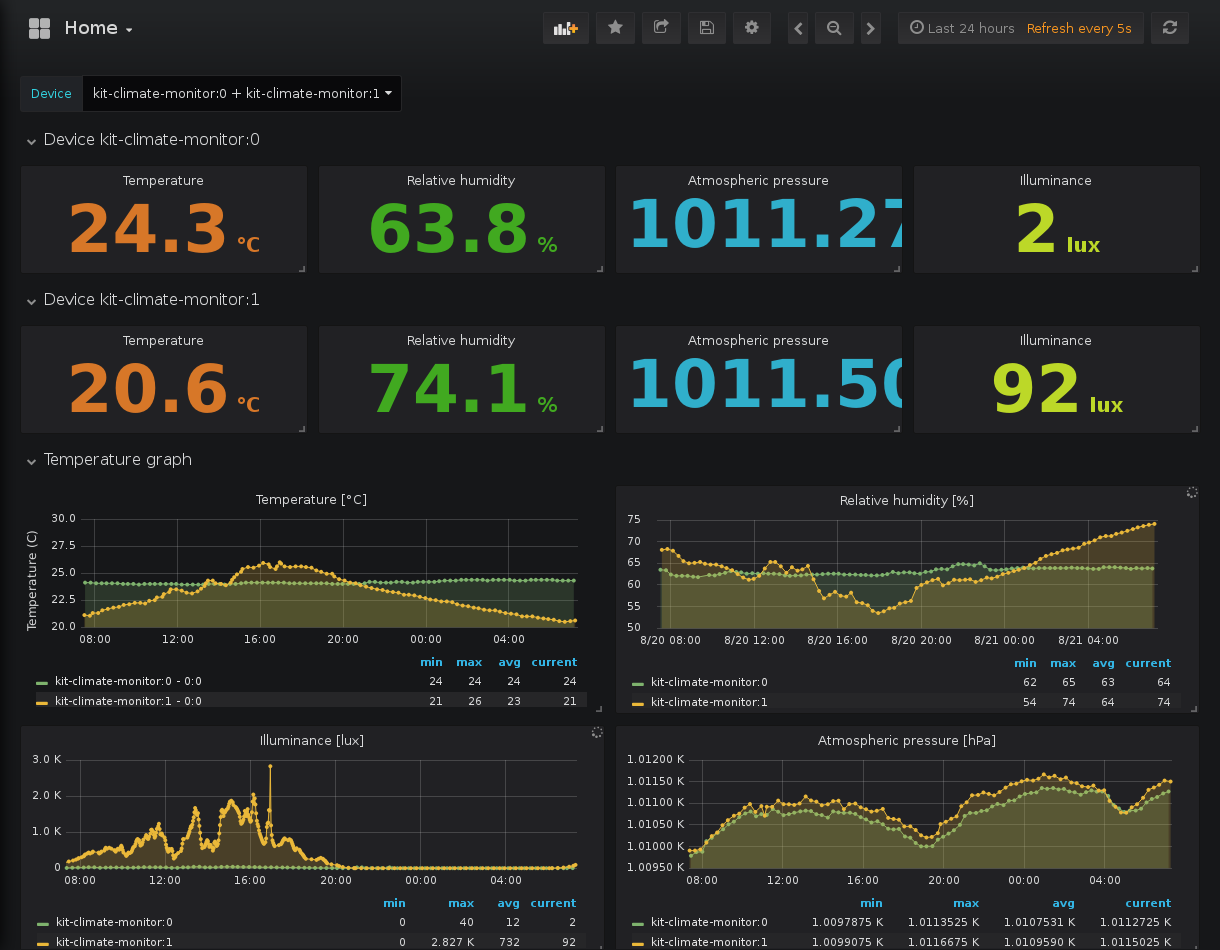 Home
Last 24 hours Refresh every 5s
Device kit-climate-monitor:0 + kit-climate-monitor:1
Device kit-climate-monitor:0
Temperature Relative humidity Atmospheric pressure Illuminance
24.3 °C 63.8 % 1011.27 2 lux
Device kit-climate-monitor:1
Temperature Relative humidity Atmospheric pressure Illuminance
20.6 °C 74.1 % 1011.50 92 lux
Temperature graph
Temperature [°C]
Temperature (C)
30.0
27.5
25.0
22.5
20.0
08:00 12:00 16:00 20:00 00:00 04:00
min max avg current
kit-climate-monitor:0 - 0:0 24 24 24 24
kit-climate-monitor:1 - 0:0 21 26 23 21
Relative humidity [%]
75
70
65
60
55
50
8/20 08:00 8/20 12:00 8/20 16:00 8/20 20:00 8/21 00:00 8/21 04:00
min max avg current
kit-climate-monitor:0 62 65 63 64
kit-climate-monitor:1 54 74 64 74
Illuminance [lux]
3.0 K
2.0 K
1.0 K
0
08:00 12:00 16:00 20:00 00:00 04:00
min max avg current
kit-climate-monitor:0 0 40 12 2
kit-climate-monitor:1 0 2.827 K 732 92
Atmospheric pressure [hPa]
1.01200 K
1.01150 K
1.01100 K
1.01050 K
1.01000 K
1.00950 K
08:00 12:00 16:00 20:00 00:00 04:00
min max avg current
kit-climate-monitor:0 1.0097875 K 1.0113525 K 1.0107531 K 1.0112725 K
kit-climate-monitor:1 1.0099075 K 1.0116675 K 1.0109590 K 1.0115025 K